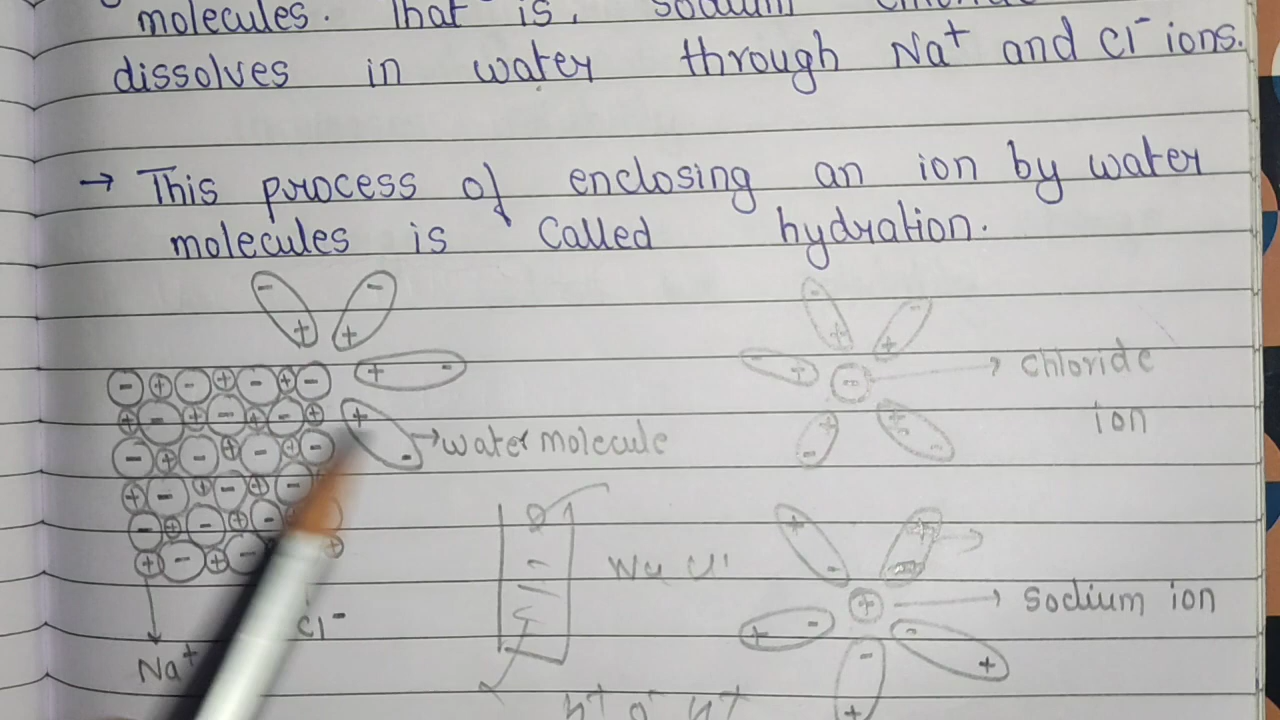 molecules. That is, sodium
dissolves in water through Na⁺ and Cl⁻ ions.
→ This process of enclosing an ion by water
molecules is called hydration.
chloride
ion
water molecule
Sodium ion
Cl⁻
Na⁺